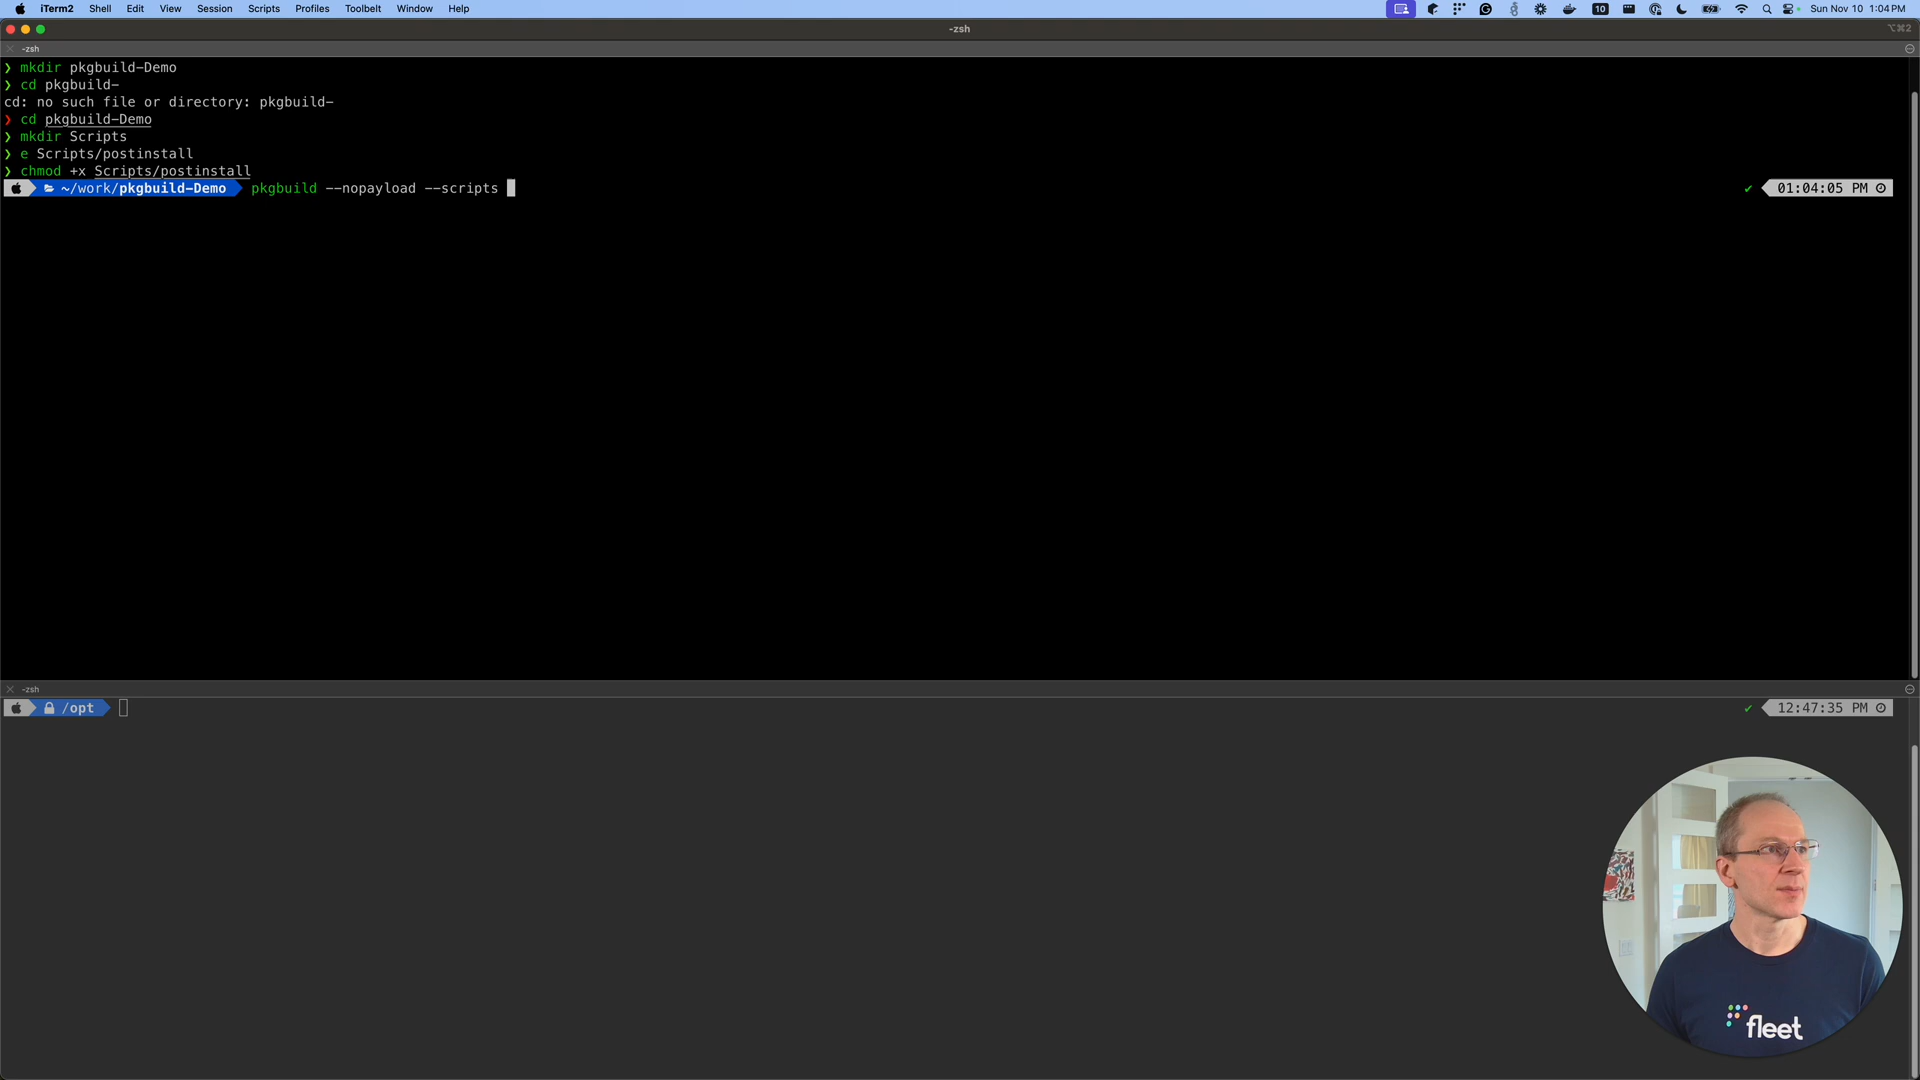 iTerm2 Shell Edit View Session Scripts Profiles Toolbelt Window Help 10 Sun Nov 10 1:04 PM
-zsh ⌥⌘2
-zsh
❯ mkdir pkgbuild-Demo
❯ cd pkgbuild-
cd: no such file or directory: pkgbuild-
❯ cd pkgbuild-Demo
❯ mkdir Scripts
❯ e Scripts/postinstall
❯ chmod +x Scripts/postinstall
~/work/pkgbuild-Demo pkgbuild --nopayload --scripts ✔ 01:04:05 PM
-zsh
/opt ✔ 12:47:35 PM
fleet